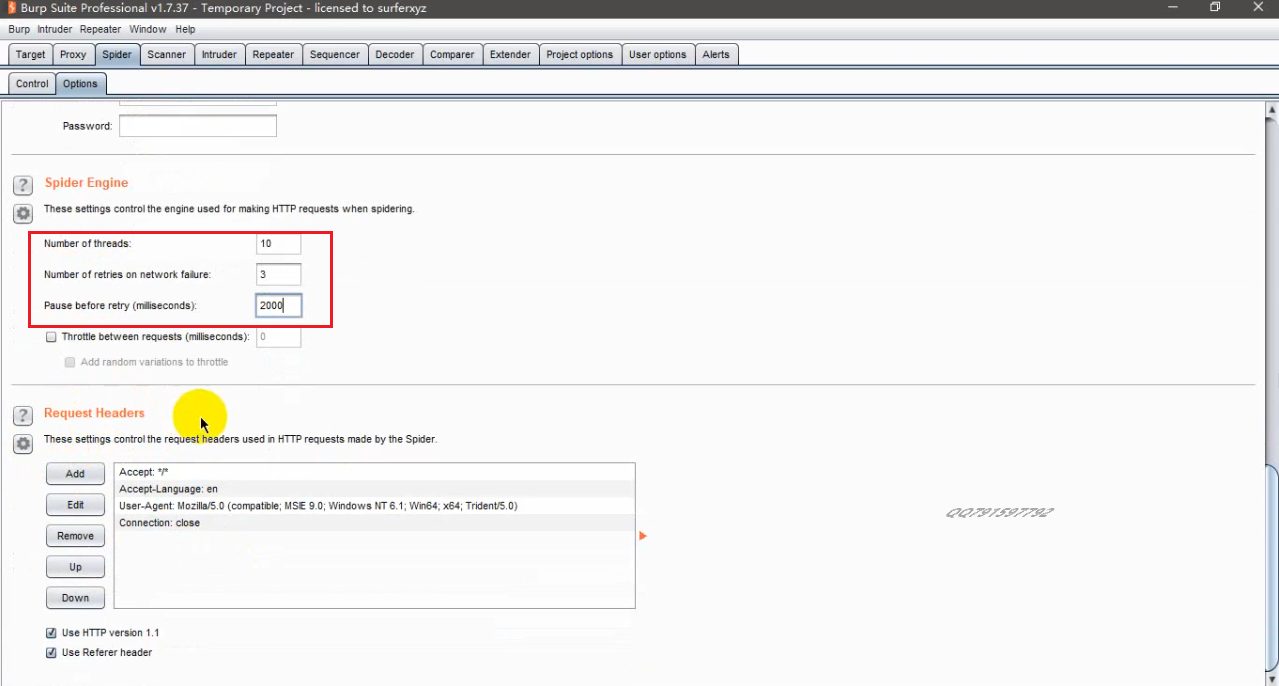 Burp Suite Professional v1.7.37 - Temporary Project - licensed to surferxyz
Burp Intruder Repeater Window Help
Target Proxy Spider Scanner Intruder Repeater Sequencer Decoder Comparer Extender Project options User options Alerts
Control Options
Password:
? Spider Engine
These settings control the engine used for making HTTP requests when spidering.
Number of threads: 10
Number of retries on network failure: 3
Pause before retry (milliseconds): 2000
Throttle between requests (milliseconds): 0
Add random variations to throttle
? Request Headers
These settings control the request headers used in HTTP requests made by the Spider.
Add
Edit
Remove
Up
Down
Accept: */*
Accept-Language: en
User-Agent: Mozilla/5.0 (compatible; MSIE 9.0; Windows NT 6.1; Win64; x64; Trident/5.0)
Connection: close
QQ791597792
Use HTTP version 1.1
Use Referer header